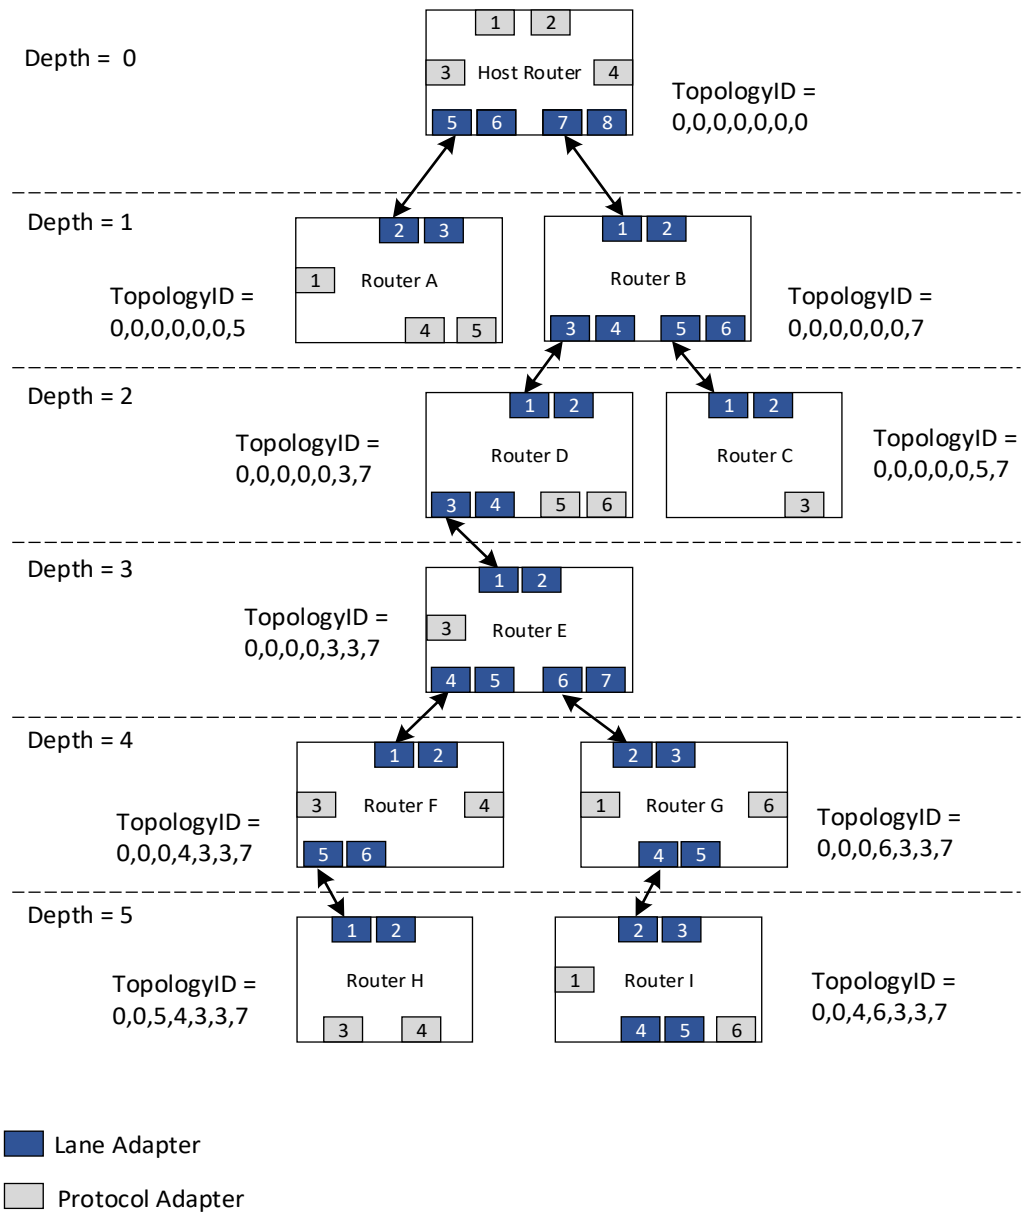 Depth = 0
1 2
3 Host Router 4
5 6 7 8
TopologyID =
0,0,0,0,0,0,0
Depth = 1
2 3
1 Router A
4 5
TopologyID =
0,0,0,0,0,0,5
1 2
Router B
3 4 5 6
TopologyID =
0,0,0,0,0,0,7
Depth = 2
TopologyID =
0,0,0,0,0,3,7
1 2
Router D
3 4 5 6
1 2
Router C
3
TopologyID =
0,0,0,0,0,5,7
Depth = 3
TopologyID =
0,0,0,0,3,3,7
1 2
3 Router E
4 5 6 7
Depth = 4
TopologyID =
0,0,0,4,3,3,7
1 2
3 Router F 4
5 6
2 3
1 Router G 6
4 5
TopologyID =
0,0,0,6,3,3,7
Depth = 5
TopologyID =
0,0,5,4,3,3,7
1 2
Router H
3 4
2 3
1 Router I
4 5 6
TopologyID =
0,0,4,6,3,3,7
Lane Adapter
Protocol Adapter